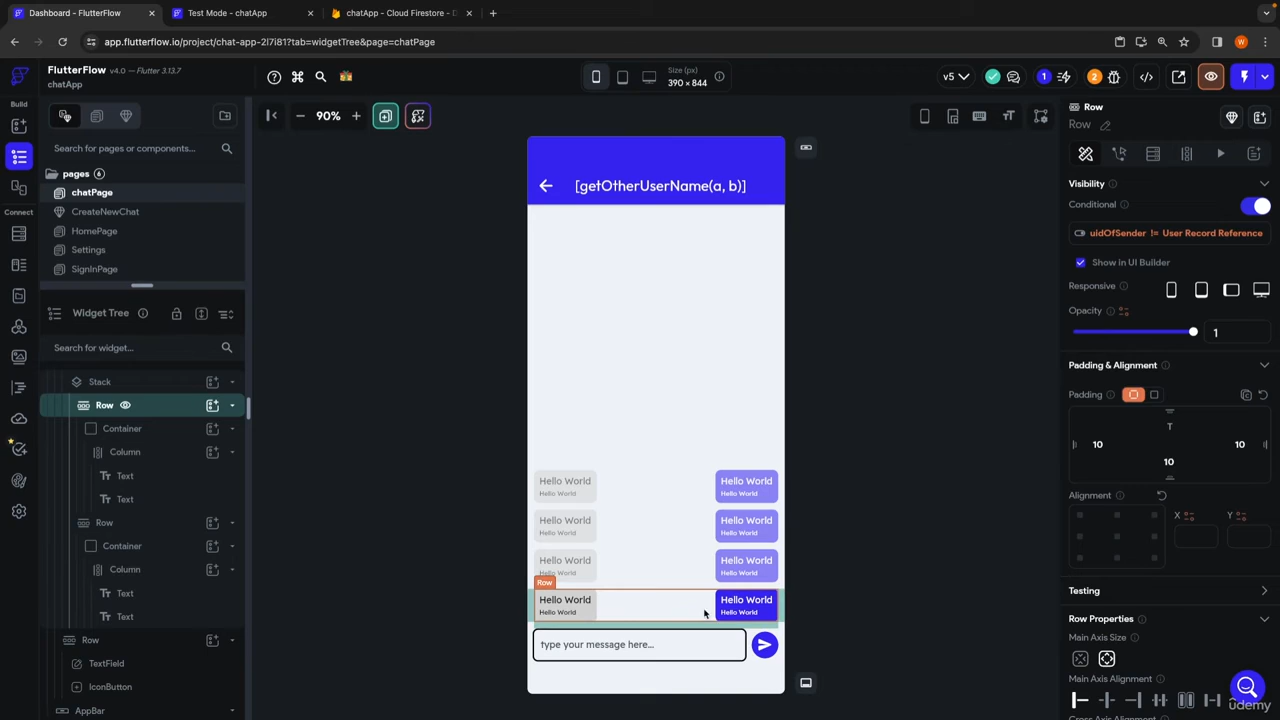 Dashboard - FlutterFlow
Test Mode - chatApp
chatApp - Cloud Firestore - D
app.flutterflow.io/project/chat-app-2l7i81?tab=widgetTree&page=chatPage
W
FlutterFlow v4.0 - Flutter 3.13.7
chatApp
Size (px)
390 × 844
v5
1
2
Row
Row
Build
Connect
90%
Search for pages or components...
pages 6
chatPage
CreateNewChat
HomePage
Settings
SignInPage
Widget Tree
Search for widget...
Stack
Row
Container
Column
Text
Text
Row
Container
Column
Text
Text
Row
TextField
IconButton
AppBar
[getOtherUserName(a, b)]
Hello World
Hello World
Hello World
Hello World
Hello World
Hello World
Hello World
Hello World
Hello World
Hello World
Hello World
Hello World
Row
Hello World
Hello World
Hello World
Hello World
type your message here...
Visibility
Conditional
uidOfSender != User Record Reference
Show in UI Builder
Responsive
Opacity
1
Padding & Alignment
Padding
T
10
10
10
Alignment
X
Y
Testing
Row Properties
Main Axis Size
Main Axis Alignment
Cross Axis Alignment
udemy